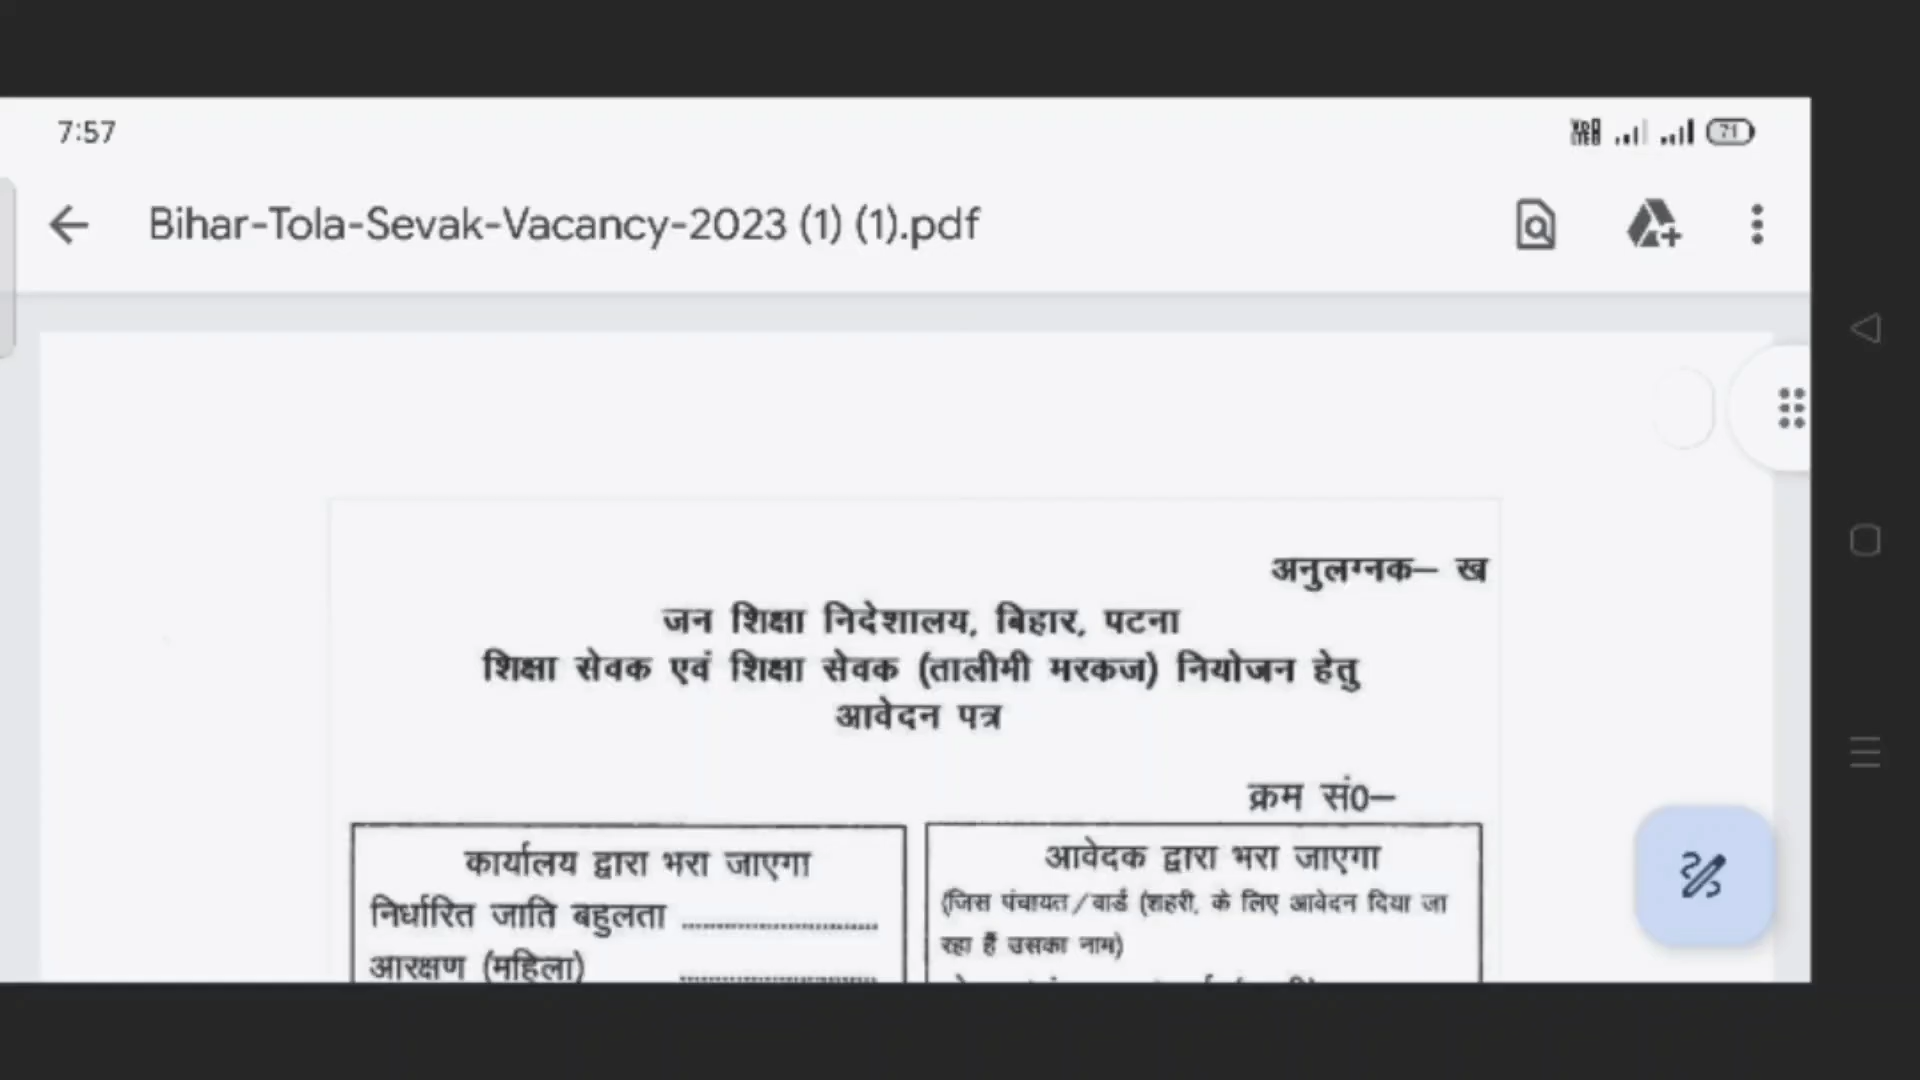 7:57
71
Bihar-Tola-Sevak-Vacancy-2023 (1) (1).pdf
अनुलग्नक– ख
जन शिक्षा निदेशालय, बिहार, पटना
शिक्षा सेवक एवं शिक्षा सेवक (तालीमी मरकज) नियोजन हेतु
आवेदन पत्र
क्रम सं0–
कार्यालय द्वारा भरा जाएगा
निर्धारित जाति बहुलता ..............................
आरक्षण (महिला) ..............................
आवेदक द्वारा भरा जाएगा
(जिस पंचायत/वार्ड (शहरी, के लिए आवेदन दिया जा
रहा हैं उसका नाम)